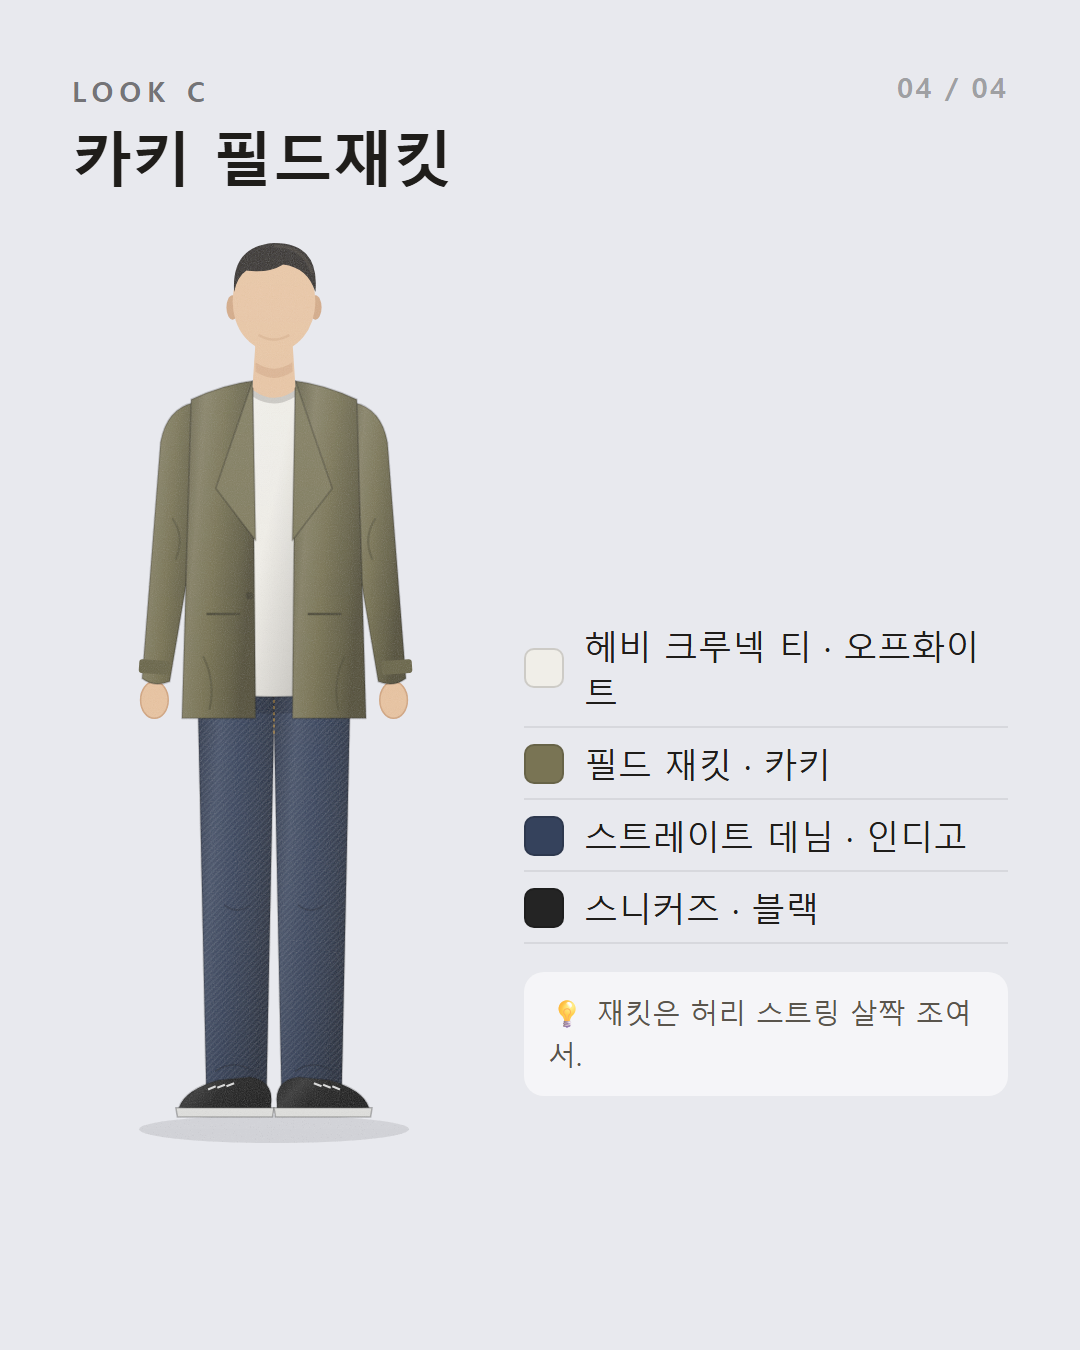 LOOK C
04 / 04
카키 필드재킷
헤비 크루넥 티 · 오프화이
트
필드 재킷 · 카키
스트레이트 데님 · 인디고
스니커즈 · 블랙
💡 재킷은 허리 스트링 살짝 조여
서.